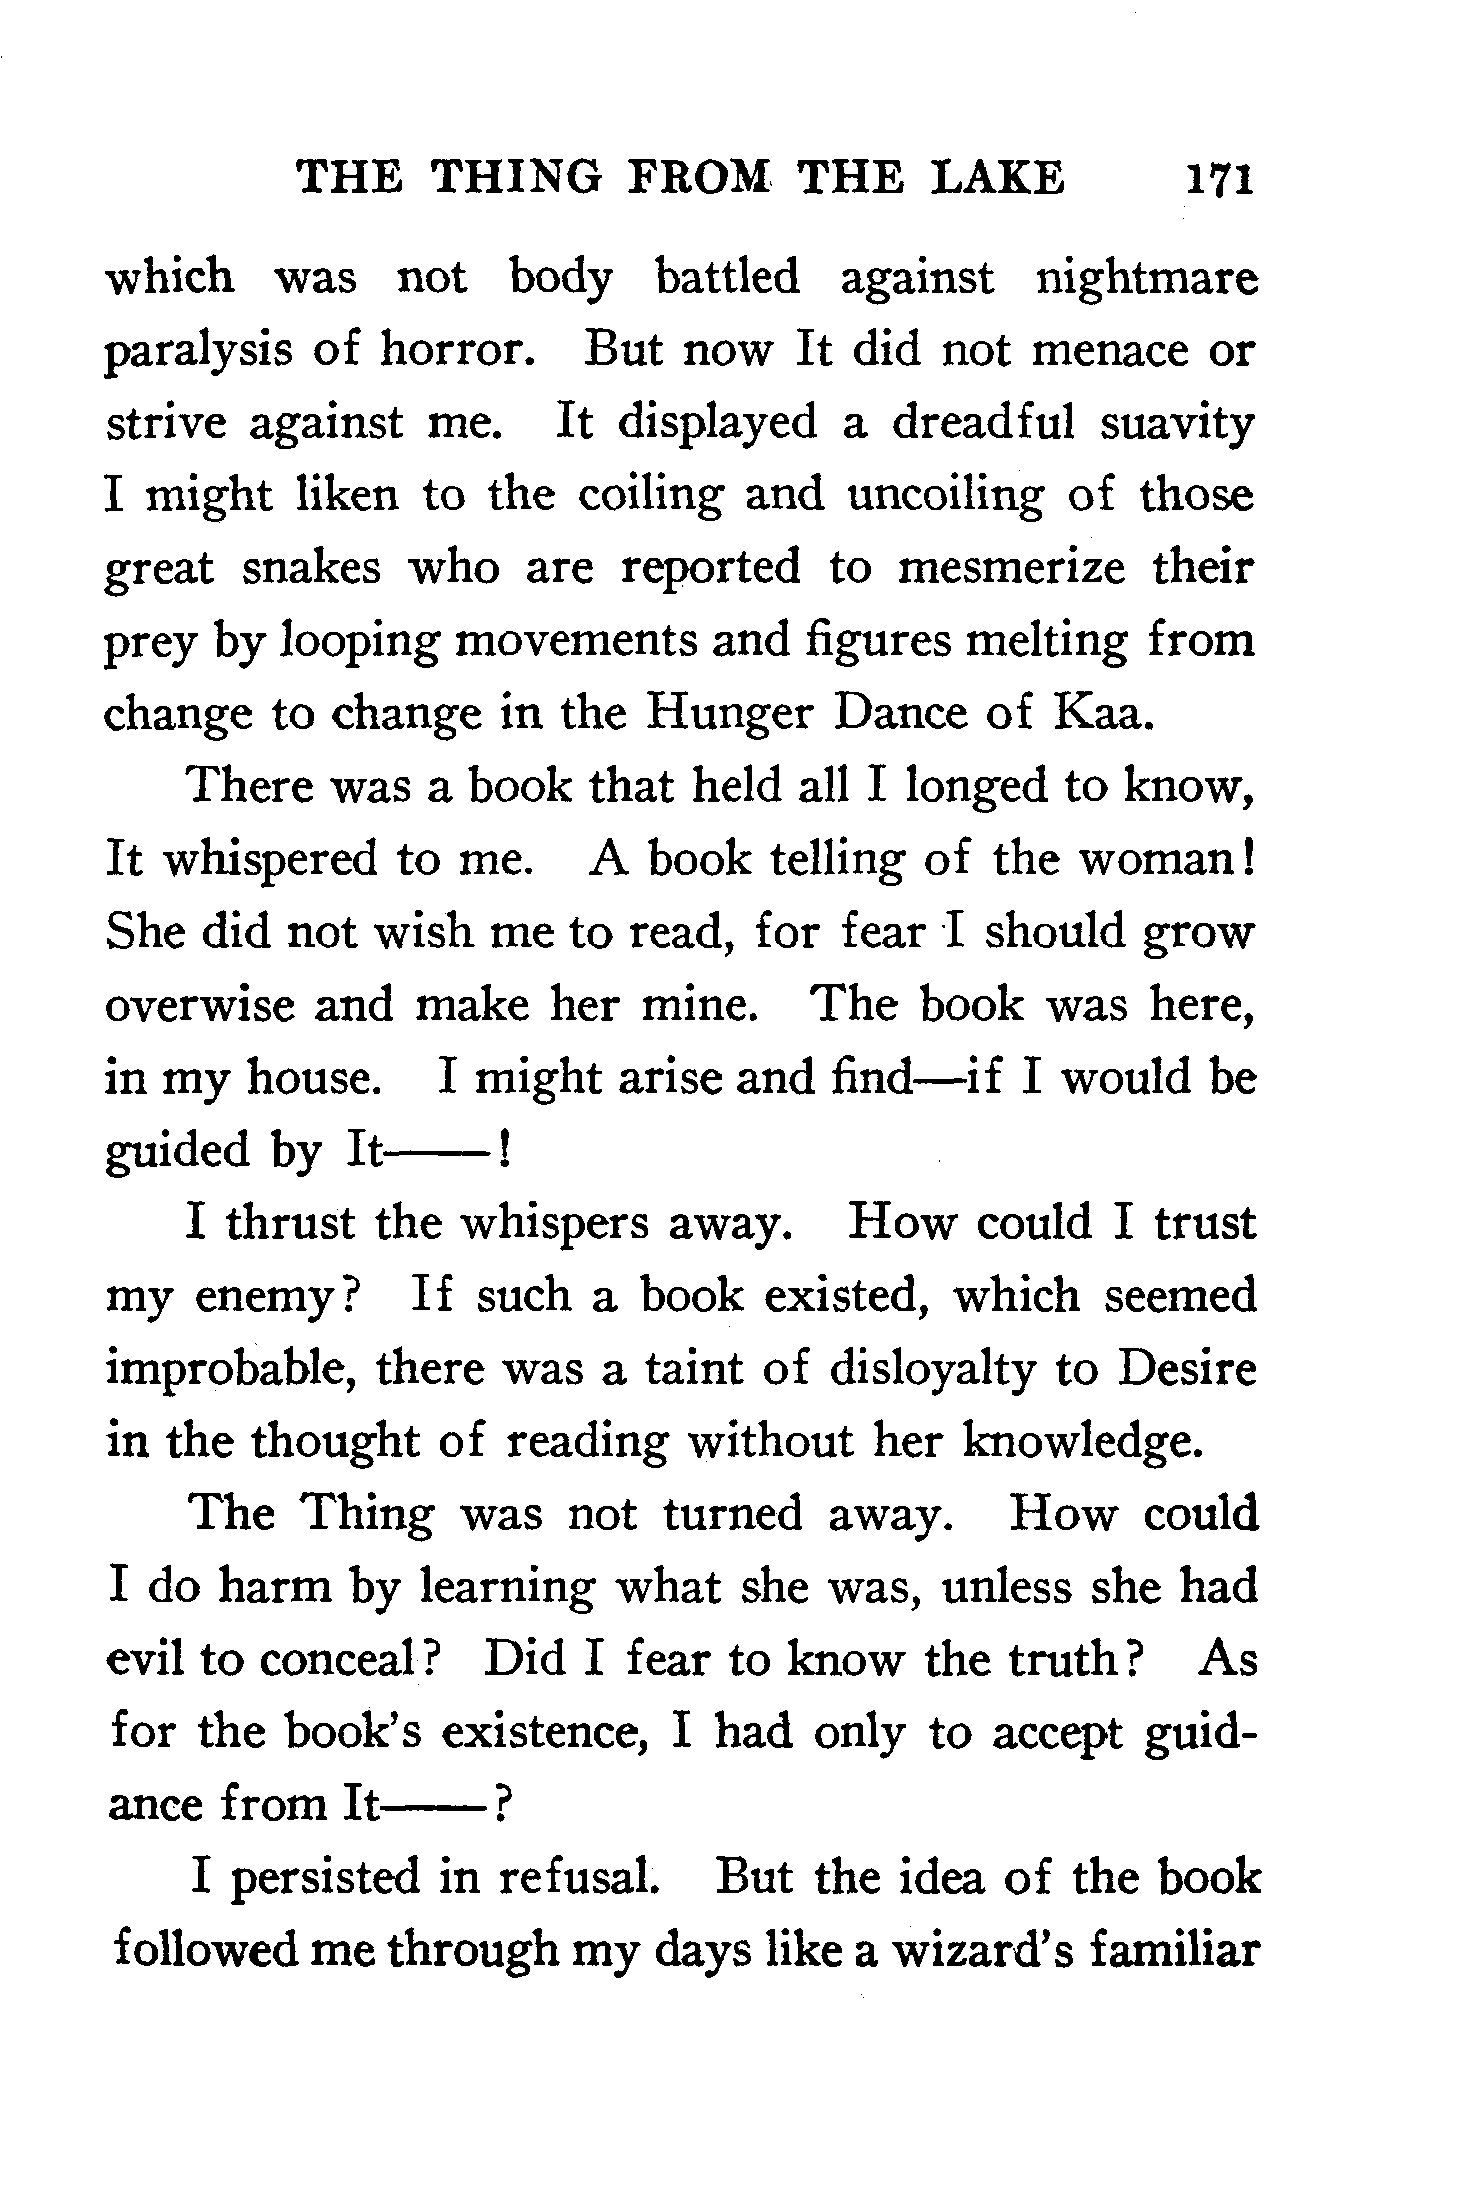 THE THING FROM THE LAKE 171
which was not body battled against nightmare
paralysis of horror. But now It did not menace or
strive against me. It displayed a dreadful suavity
I might liken to the coiling and uncoiling of those
great snakes who are reported to mesmerize their
prey by looping movements and figures melting from
change to change in the Hunger Dance of Kaa.
There was a book that held all I longed to know,
It whispered to me. A book telling of the woman!
She did not wish me to read, for fear I should grow
overwise and make her mine. The book was here,
in my house. I might arise and find—if I would be
guided by It——!
I thrust the whispers away. How could I trust
my enemy? If such a book existed, which seemed
improbable, there was a taint of disloyalty to Desire
in the thought of reading without her knowledge.
The Thing was not turned away. How could
I do harm by learning what she was, unless she had
evil to conceal? Did I fear to know the truth? As
for the book's existence, I had only to accept guid-
ance from It——?
I persisted in refusal. But the idea of the book
followed me through my days like a wizard's familiar